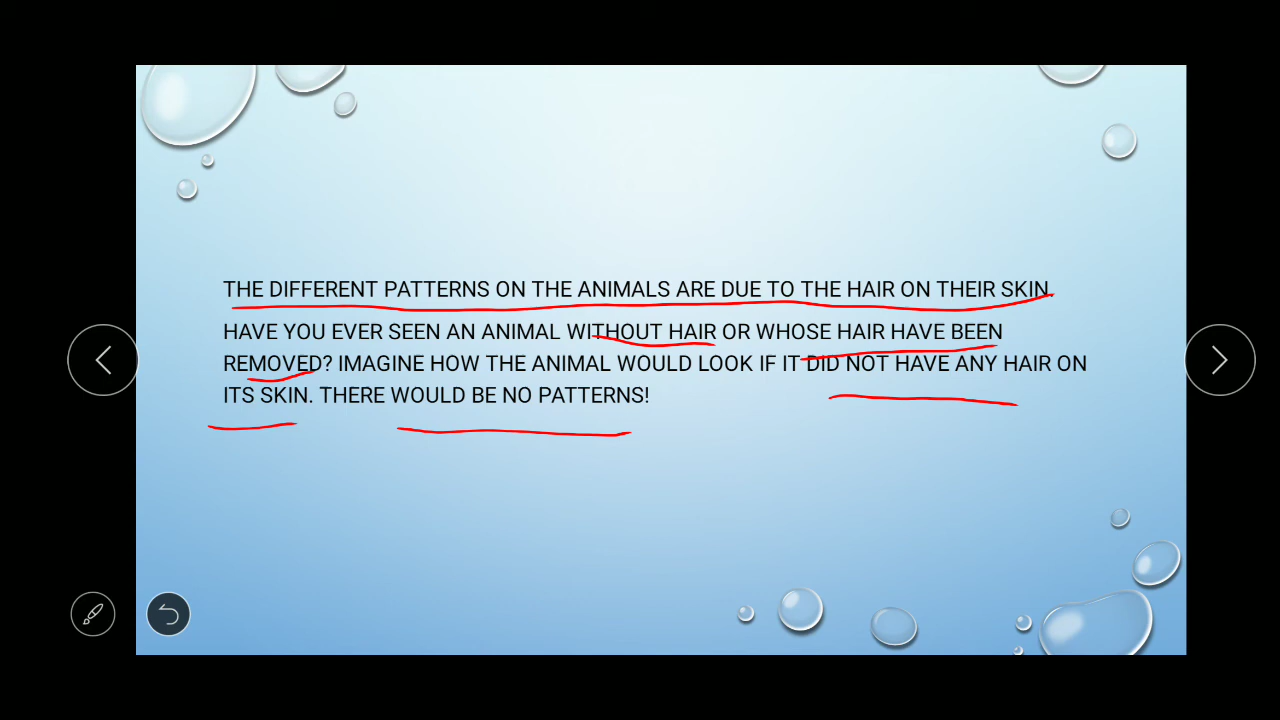 THE DIFFERENT PATTERNS ON THE ANIMALS ARE DUE TO THE HAIR ON THEIR SKIN.
HAVE YOU EVER SEEN AN ANIMAL WITHOUT HAIR OR WHOSE HAIR HAVE BEEN
REMOVED? IMAGINE HOW THE ANIMAL WOULD LOOK IF IT DID NOT HAVE ANY HAIR ON
ITS SKIN. THERE WOULD BE NO PATTERNS!